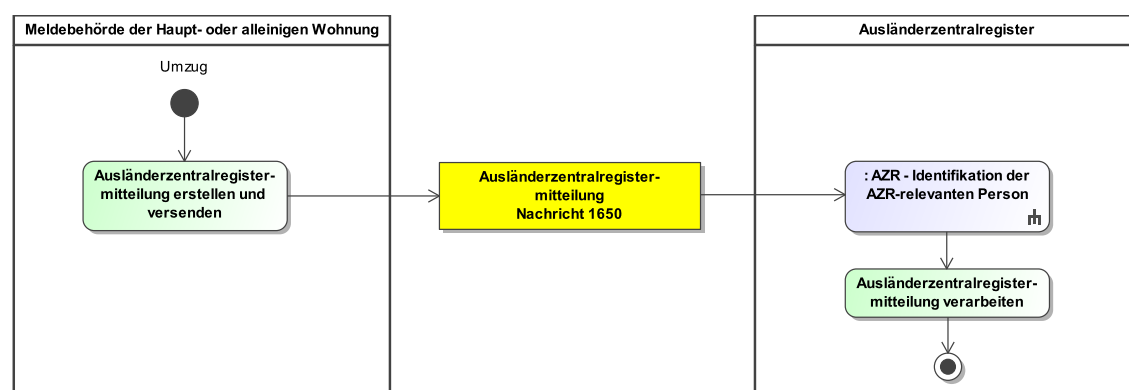 Meldebehörde der Haupt- oder alleinigen Wohnung
Ausländerzentralregister
Umzug
Ausländerzentralregister-
mitteilung erstellen und
versenden
Ausländerzentralregister-
mitteilung
Nachricht 1650
: AZR - Identifikation der
AZR-relevanten Person
Ausländerzentralregister-
mitteilung verarbeiten